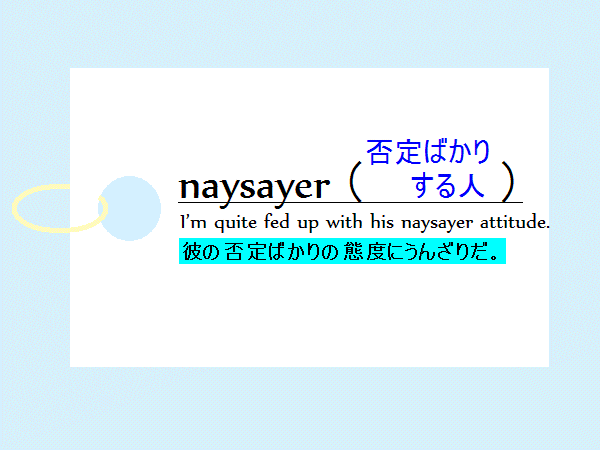 naysayer (否定ばかりする人)
I'm quite fed up with his naysayer attitude.
彼の否定ばかりの態度にうんざりだ。